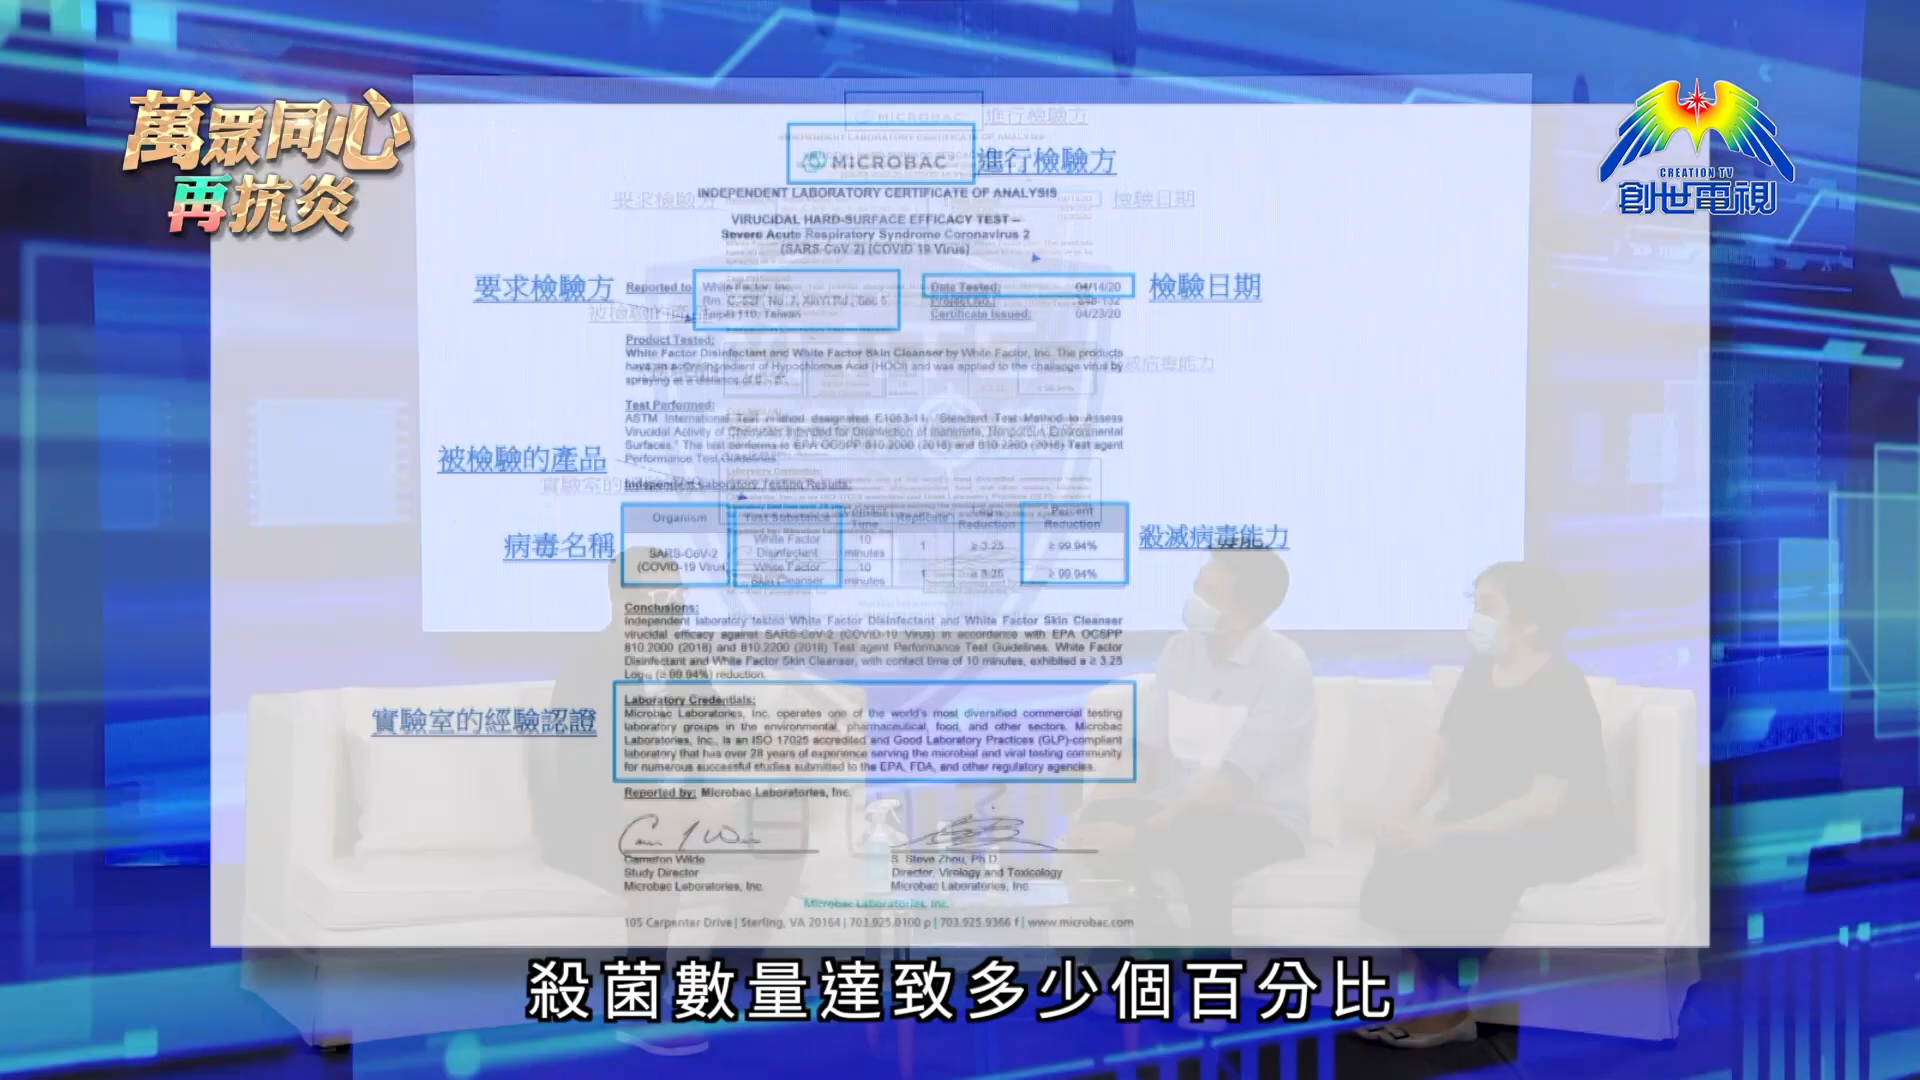 萬眾同心
再抗炎
CREATION TV
創世電視
MICROBAC
進行檢驗方
INDEPENDENT LABORATORY CERTIFICATE OF ANALYSIS
VIRUCIDAL HARD-SURFACE EFFICACY TEST –
Severe Acute Respiratory Syndrome Coronavirus 2
(SARS-CoV-2) (COVID-19 Virus)
要求檢驗方
Reported to
White Factor, Inc.
Taipei 110, Taiwan
Date Tested: 04/14/20
Project No.:
Certificate Issued: 04/23/20
檢驗日期
Product Tested:
White Factor Disinfectant and White Factor Skin Cleanser by White Factor, Inc. The products
have an active ingredient of Hypochlorous Acid (HOCl) and was applied to the challenge virus by
spraying at a distance of
Test Performed:
ASTM International Test method designated E1053-11, "Standard Test Method to Assess
Virucidal Activity of Chemicals Intended for Disinfection of Inanimate, Nonporous Environmental
Surfaces." The test conforms to EPA OCSPP 810.2000 (2018) and 810.2200 (2018) Test agent
Performance Test Guidelines.
被檢驗的產品
Independent Laboratory Testing Results:
Organism Test Substance Time Replicate Reduction Percent Reduction
病毒名稱
SARS-CoV-2
(COVID-19 Virus)
White Factor Disinfectant 10 minutes 1 ≥ 3.25 ≥ 99.94%
White Factor Skin Cleanser 10 minutes 1 ≥ 3.25 ≥ 99.94%
殺滅病毒能力
Conclusions:
Independent laboratory tested White Factor Disinfectant and White Factor Skin Cleanser
virucidal efficacy against SARS-CoV-2 (COVID-19 Virus) in accordance with EPA OCSPP
810.2000 (2018) and 810.2200 (2018) Test agent Performance Test Guidelines. White Factor
Disinfectant and White Factor Skin Cleanser, with contact time of 10 minutes, exhibited a ≥ 3.25
Log₁₀ (≥ 99.94%) reduction.
實驗室的經驗認證
Laboratory Credentials:
Microbac Laboratories, Inc. operates one of the world's most diversified commercial testing
laboratory groups in the environmental, pharmaceutical, food, and other sectors. Microbac
Laboratories, Inc., is an ISO 17025 accredited and Good Laboratory Practices (GLP)-compliant
laboratory that has over 28 years of experience serving the microbial and viral testing community
for numerous successful studies submitted to the EPA, FDA, and other regulatory agencies.
Reported by: Microbac Laboratories, Inc.
Cameron Wilde
Study Director
Microbac Laboratories, Inc.
S. Steve Zhou, Ph.D.
Director, Virology and Toxicology
Microbac Laboratories, Inc.
Microbac Laboratories, Inc.
105 Carpenter Drive | Sterling, VA 20164 | 703.925.0100 p | 703.925.9366 f | www.microbac.com
殺菌數量達致多少個百分比